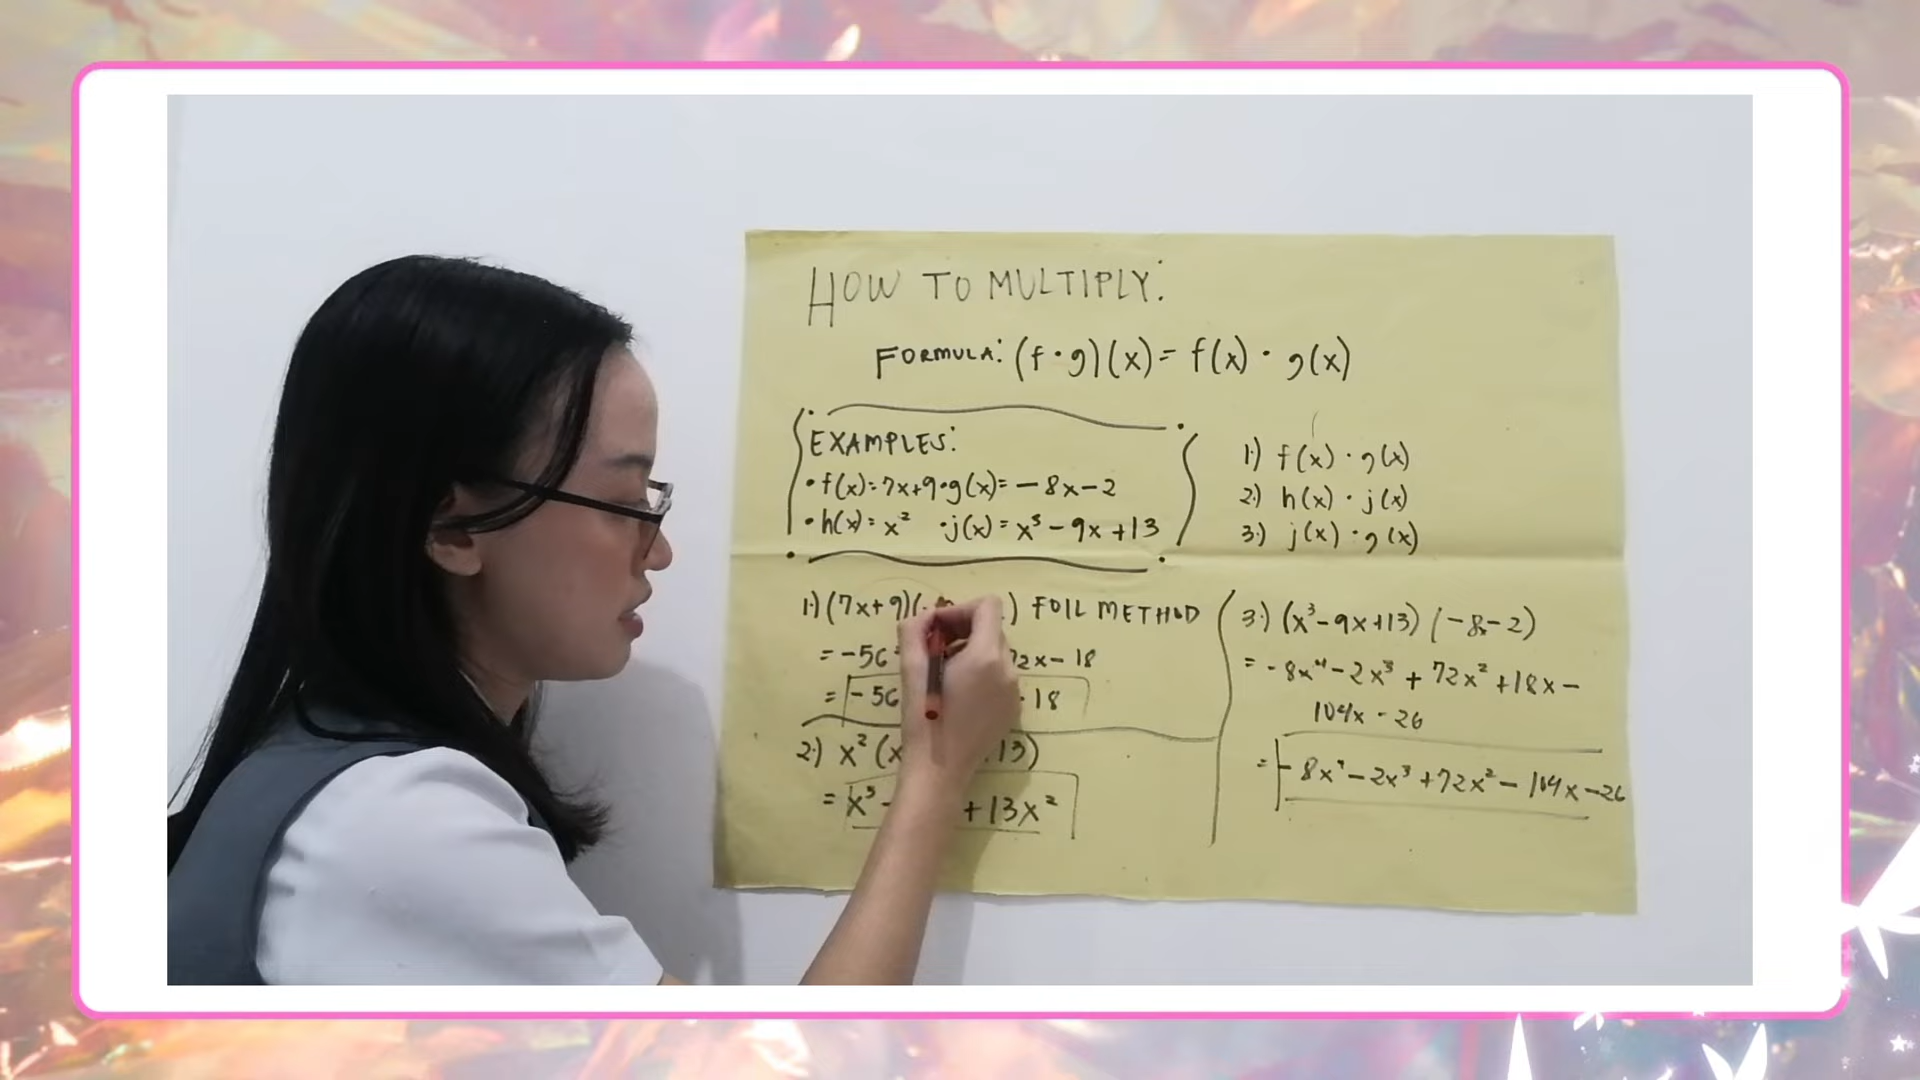 HOW TO MULTIPLY:
FORMULA: (f · g)(x) = f(x) · g(x)
EXAMPLES:
• f(x) = 7x+9 • g(x) = -8x-2
• h(x) = x² • j(x) = x³ - 9x + 13
1.) f(x) · g(x)
2.) h(x) · j(x)
3.) j(x) · g(x)
1.) (7x+9)( ) FOIL METHOD
= -56 72x - 18
= -56 - 18
2.) x² (x 13)
= x⁵ - + 13x²
3.) (x³-9x+13) (-8x-2)
= -8x⁴ - 2x³ + 72x² + 18x -
104x - 26
= -8x⁴ - 2x³ + 72x² - 104x - 26